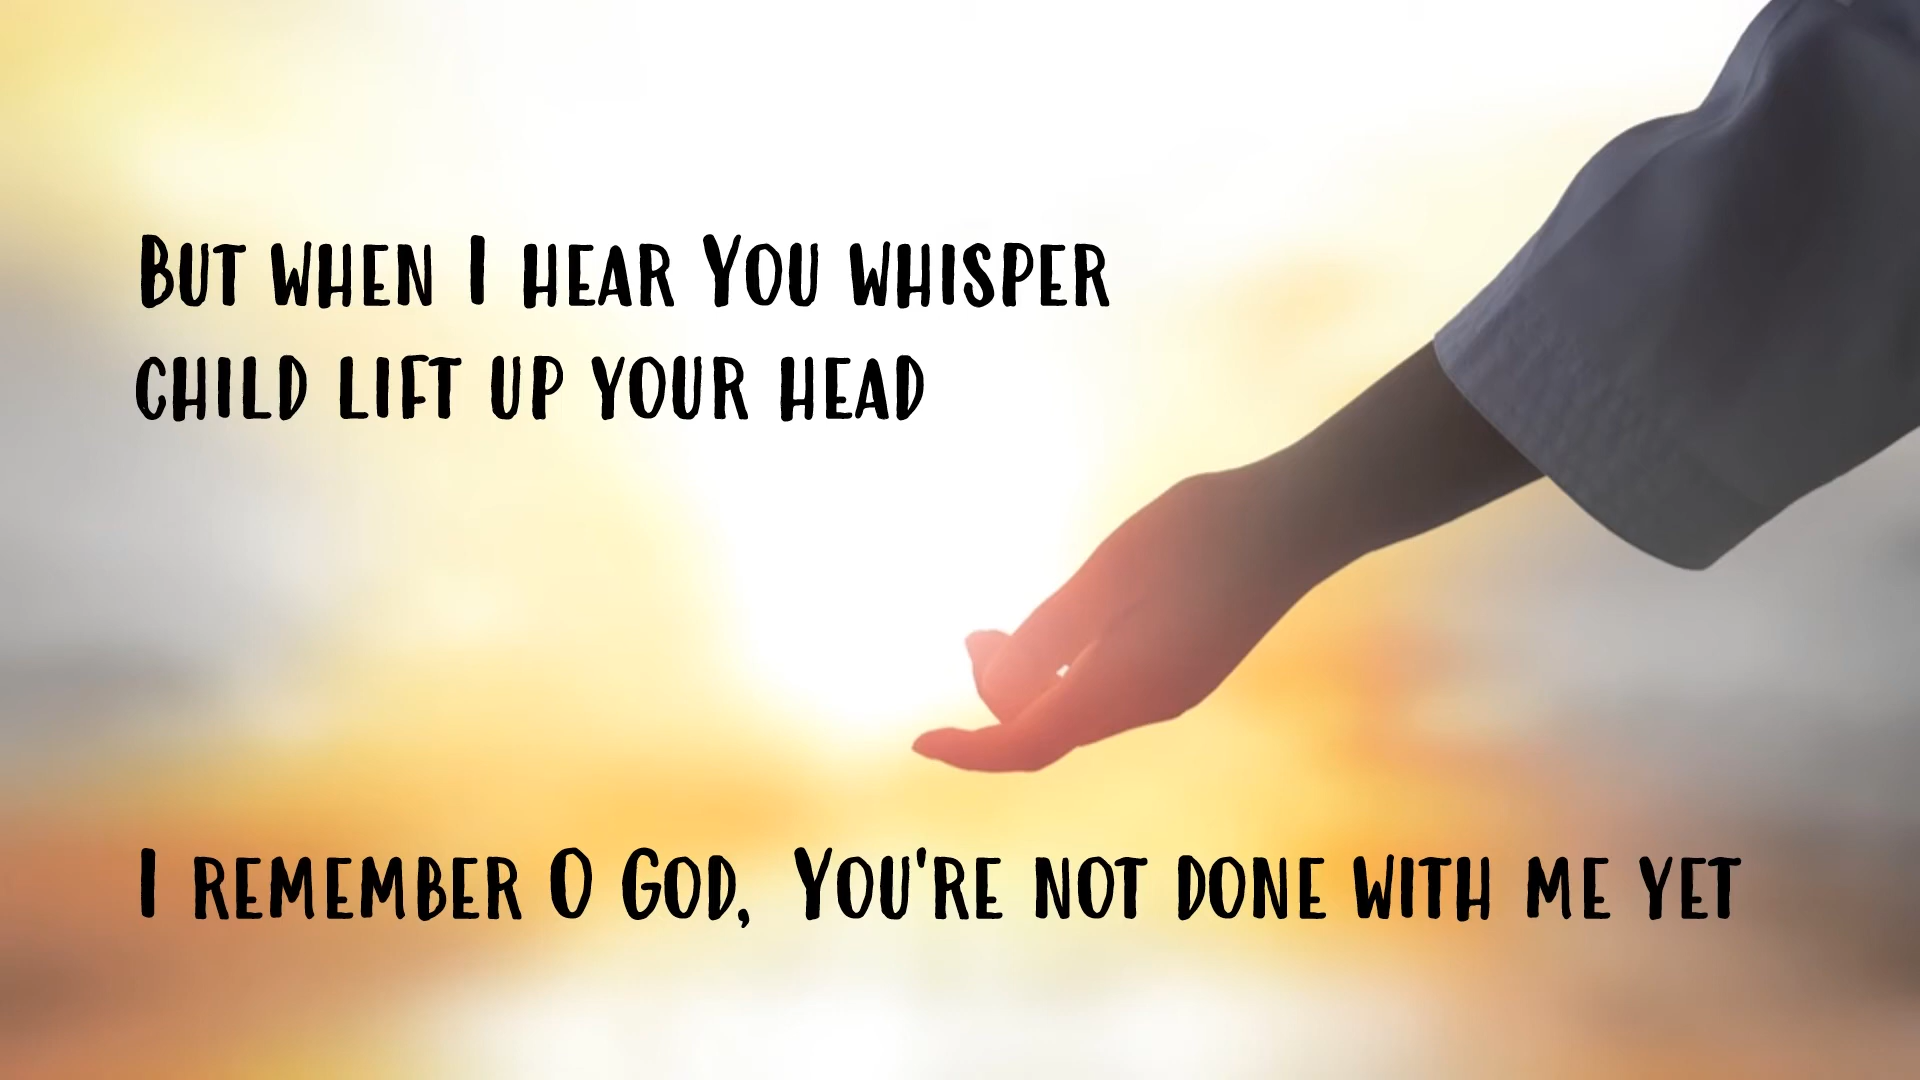 But when I hear You whisper
child lift up your head
I remember O God, You're not done with me yet